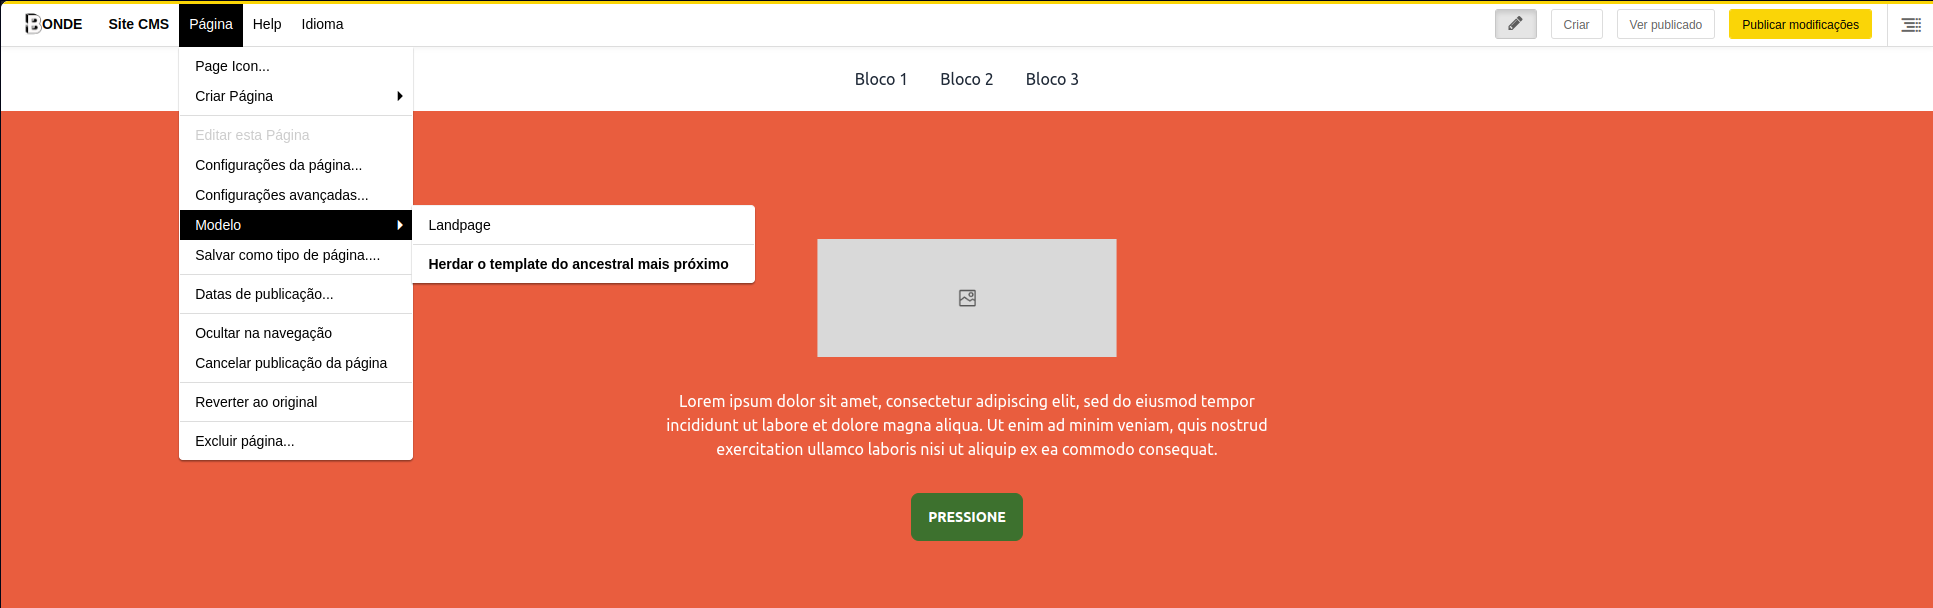 BONDE Site CMS Página Help Idioma Criar Ver publicado Publicar modificações
Page Icon...
Criar Página
Editar esta Página
Configurações da página...
Configurações avançadas...
Modelo
Salvar como tipo de página....
Datas de publicação...
Ocultar na navegação
Cancelar publicação da página
Reverter ao original
Excluir página...
Landpage
Herdar o template do ancestral mais próximo
Bloco 1 Bloco 2 Bloco 3
Lorem ipsum dolor sit amet, consectetur adipiscing elit, sed do eiusmod tempor
incididunt ut labore et dolore magna aliqua. Ut enim ad minim veniam, quis nostrud
exercitation ullamco laboris nisi ut aliquip ex ea commodo consequat.
PRESSIONE